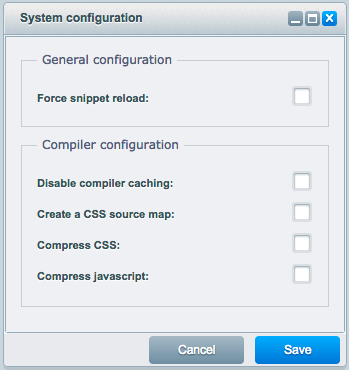 System configuration
General configuration
Force snippet reload:
Compiler configuration
Disable compiler caching:
Create a CSS source map:
Compress CSS:
Compress javascript:
Cancel Save